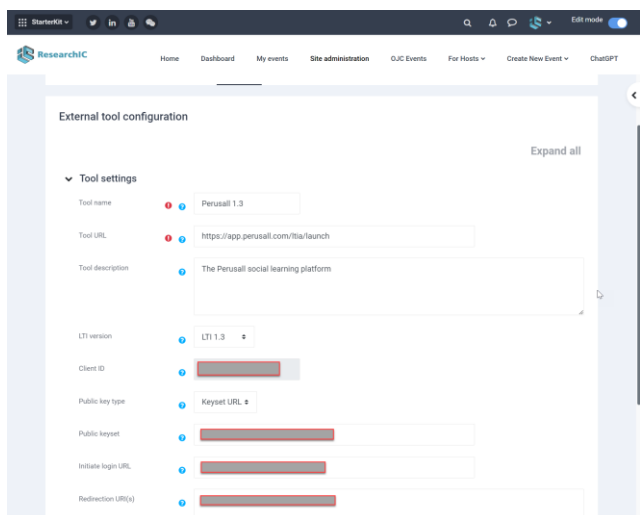 StarterKit
Edit mode
ResearchIC
Home Dashboard My events Site administration OJC Events For Hosts Create New Event ChatGPT
External tool configuration
Expand all
Tool settings
Tool name
Perusall 1.3
Tool URL
https://app.perusall.com/ltia/launch
Tool description
The Perusall social learning platform
LTI version
LTI 1.3
Client ID
Public key type
Keyset URL
Public keyset
Initiate login URL
Redirection URI(s)